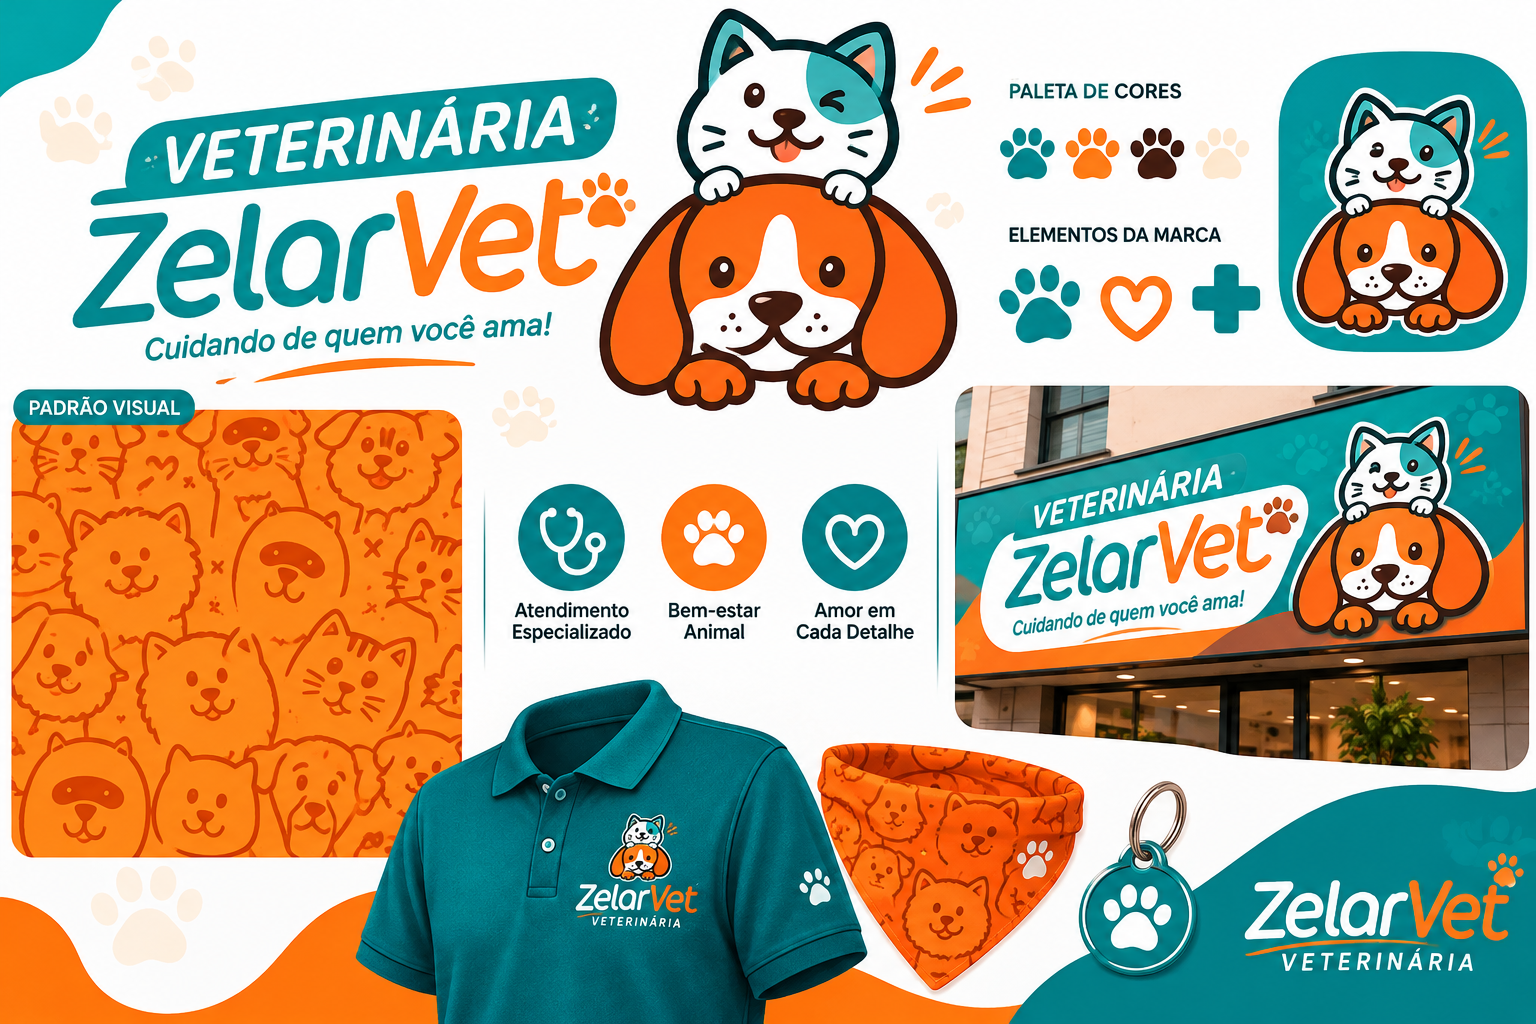 VETERINÁRIA
ZelarVet
Cuidando de quem você ama!
PALETA DE CORES
ELEMENTOS DA MARCA
PADRÃO VISUAL
Atendimento
Especializado
Bem-estar
Animal
Amor em
Cada Detalhe
VETERINÁRIA
ZelarVet
Cuidando de quem você ama!
ZelarVet
VETERINÁRIA
ZelarVet
VETERINÁRIA